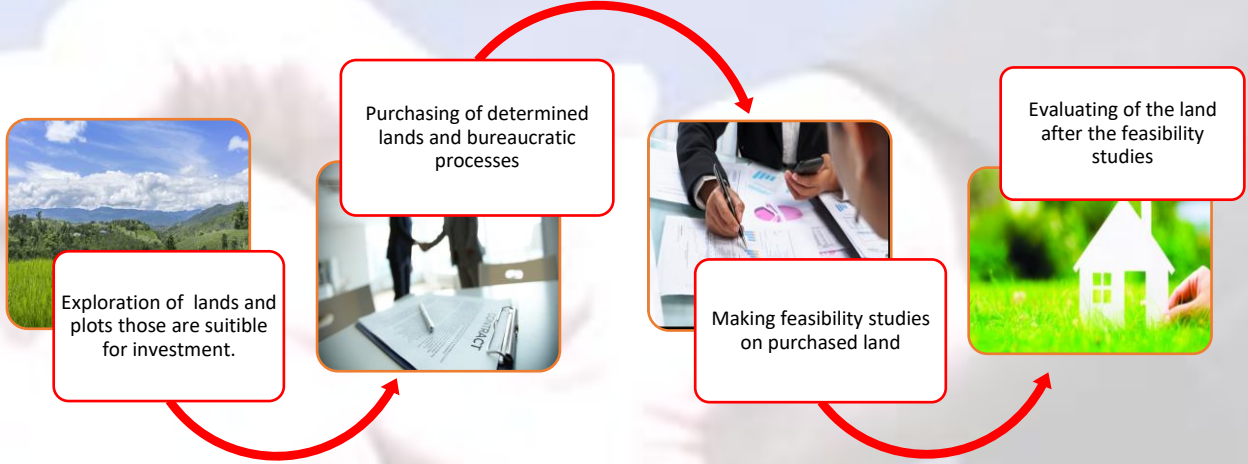 Exploration of lands and
plots those are suitible
for investment.
Purchasing of determined
lands and bureaucratic
processes
CONTRACT
Making feasibility studies
on purchased land
Evaluating of the land
after the feasibility
studies